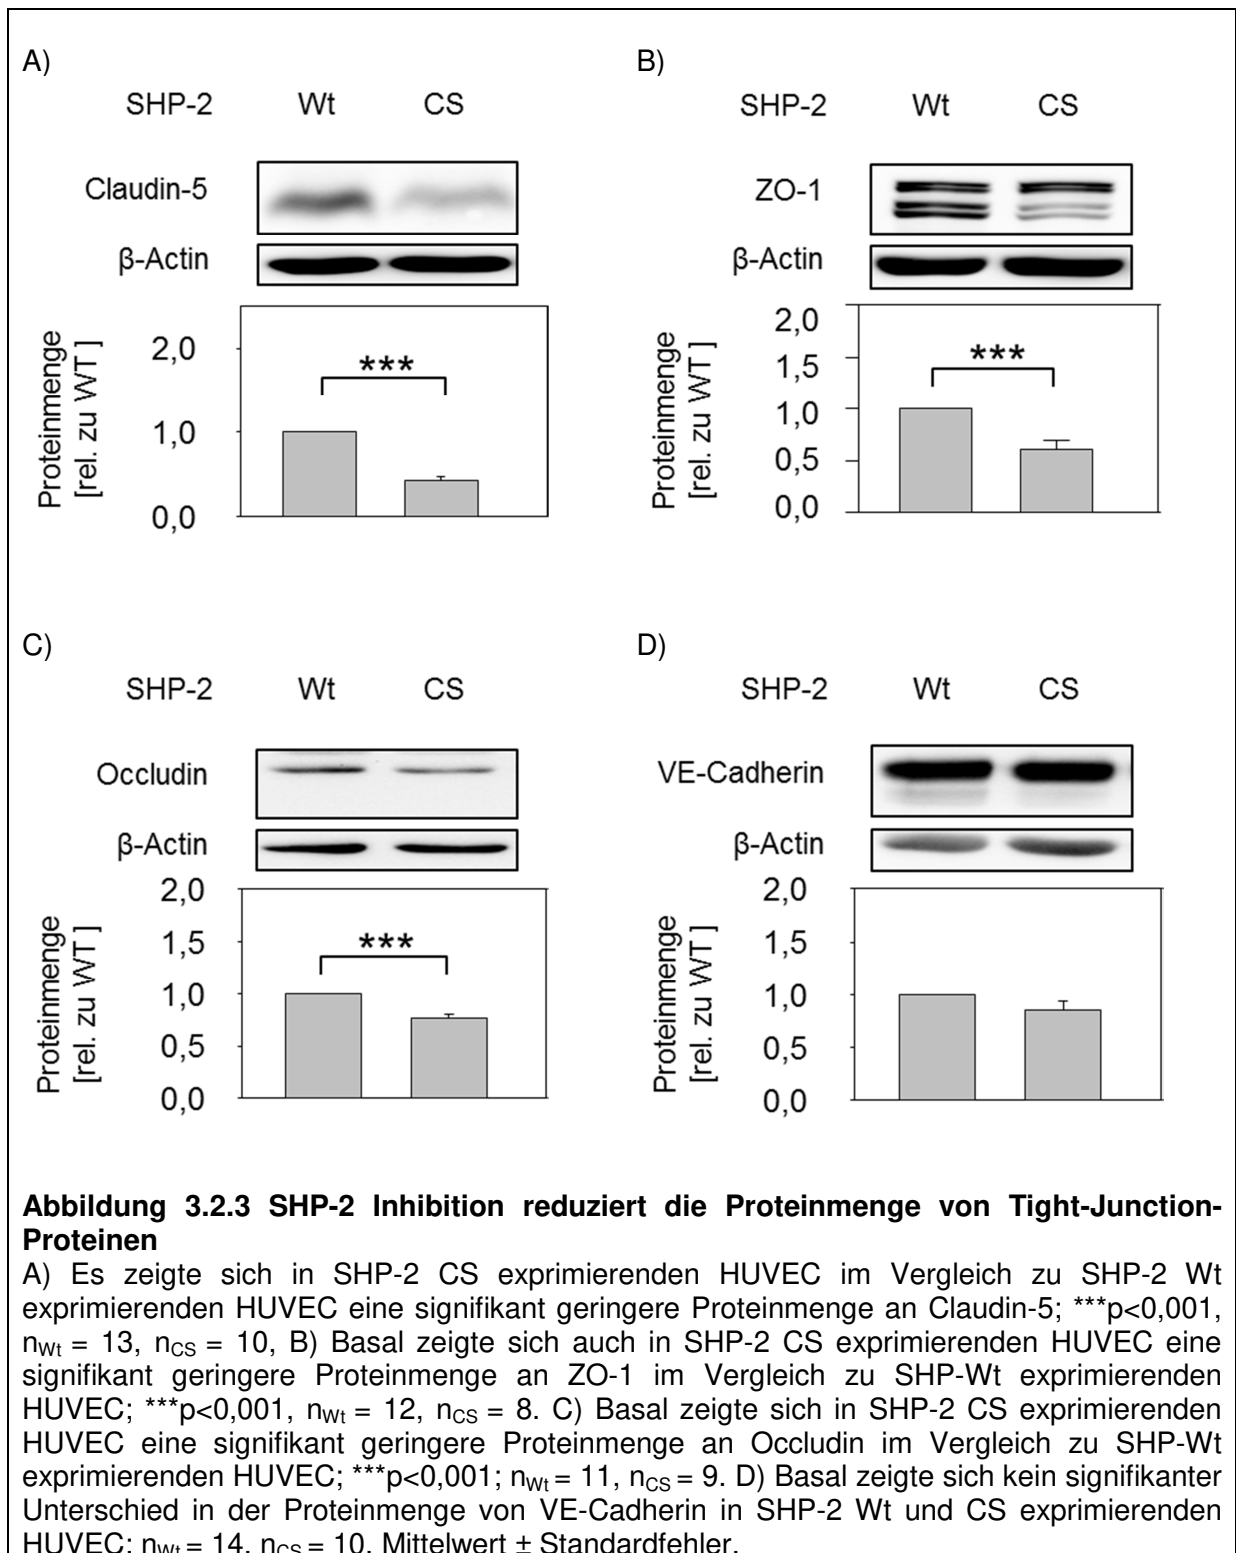 A)
SHP-2 Wt CS
Claudin-5
β-Actin
Proteinmenge
[rel. zu WT ]
2,0
1,0
0,0
***
B)
SHP-2 Wt CS
ZO-1
β-Actin
Proteinmenge
[rel. zu WT ]
2,0
1,5
1,0
0,5
0,0
***
C)
SHP-2 Wt CS
Occludin
β-Actin
Proteinmenge
[rel. zu WT ]
2,0
1,5
1,0
0,5
0,0
***
D)
SHP-2 Wt CS
VE-Cadherin
β-Actin
Proteinmenge
[rel. zu WT ]
2,0
1,5
1,0
0,5
0,0
Abbildung 3.2.3 SHP-2 Inhibition reduziert die Proteinmenge von Tight-Junction-
Proteinen
A) Es zeigte sich in SHP-2 CS exprimierenden HUVEC im Vergleich zu SHP-2 Wt
exprimierenden HUVEC eine signifikant geringere Proteinmenge an Claudin-5; ***p<0,001,
nWt = 13, nCS = 10, B) Basal zeigte sich auch in SHP-2 CS exprimierenden HUVEC eine
signifikant geringere Proteinmenge an ZO-1 im Vergleich zu SHP-Wt exprimierenden
HUVEC; ***p<0,001, nWt = 12, nCS = 8. C) Basal zeigte sich in SHP-2 CS exprimierenden
HUVEC eine signifikant geringere Proteinmenge an Occludin im Vergleich zu SHP-Wt
exprimierenden HUVEC; ***p<0,001; nWt = 11, nCS = 9. D) Basal zeigte sich kein signifikanter
Unterschied in der Proteinmenge von VE-Cadherin in SHP-2 Wt und CS exprimierenden
HUVEC; nWt = 14, nCS = 10. Mittelwert ± Standardfehler.